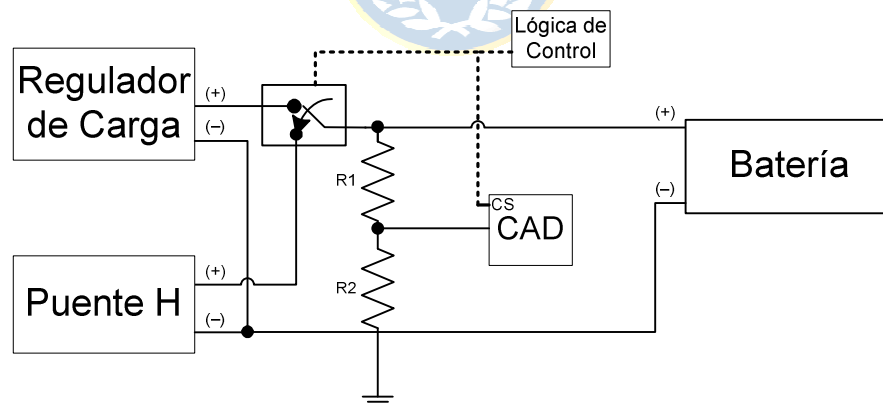 Lógica de
Control
Regulador
de Carga
(+)
(–)
(+)
Batería
(–)
R1
CS
CAD
Puente H
(+)
(–)
R2